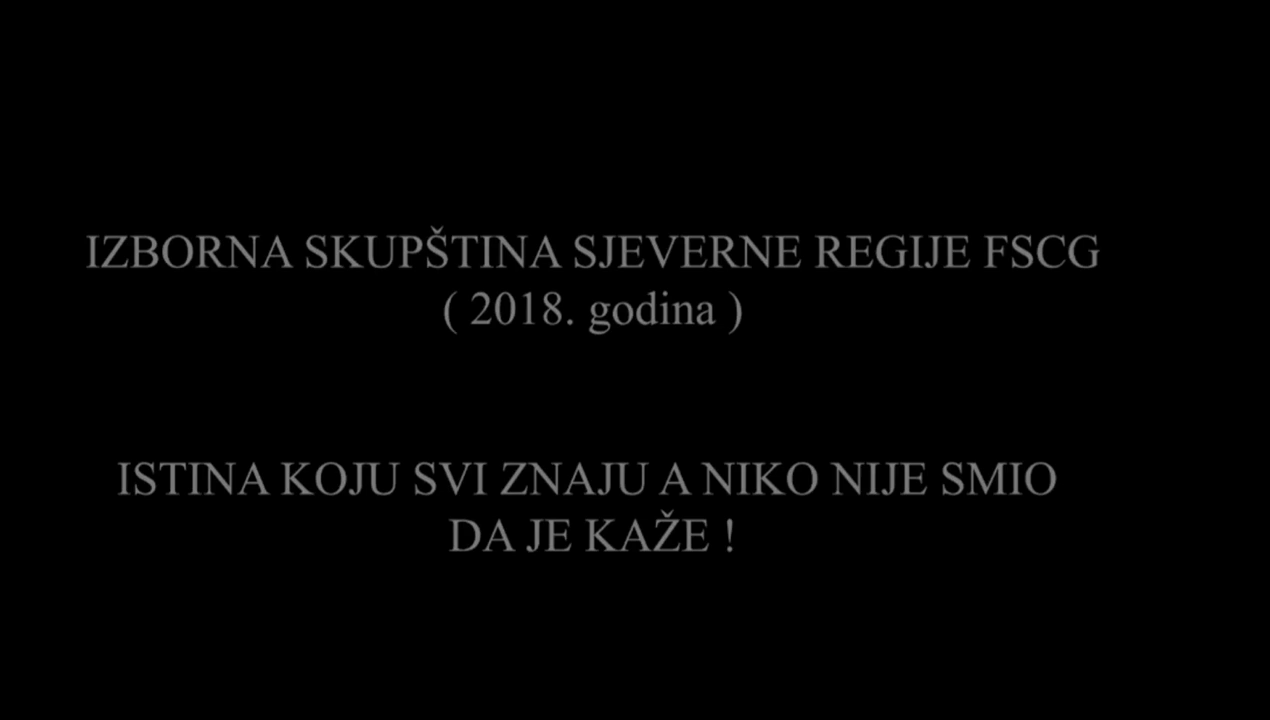 IZBORNA SKUPŠTINA SJEVERNE REGIJE FSCG
( 2018. godina )
ISTINA KOJU SVI ZNAJU A NIKO NIJE SMIO
DA JE KAŽE !